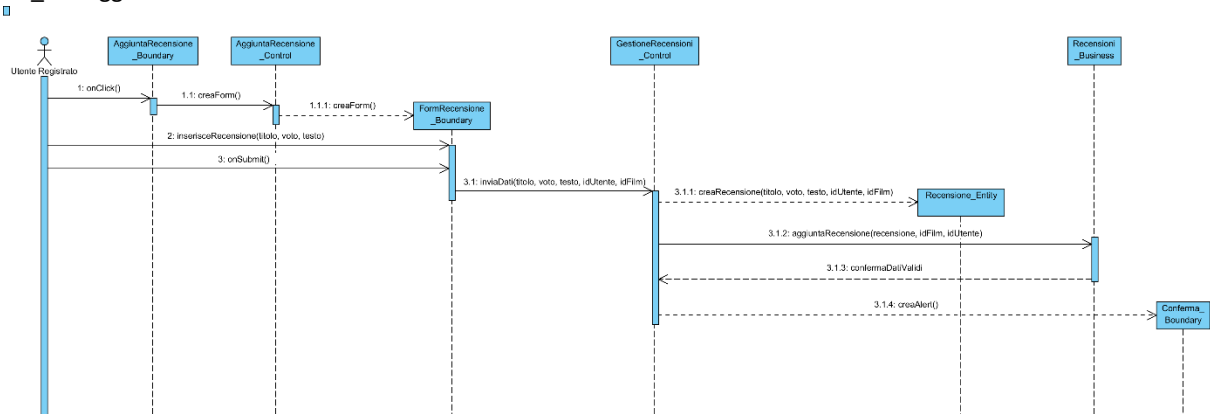 AggiuntaRecensione
_Boundary
AggiuntaRecensione
_Control
GestioneRecensioni
_Control
Recensioni
_Business
Utente Registrato
1: onClick()
1.1: creaForm()
1.1.1: creaForm()
FormRecensione
_Boundary
2: inserisceRecensione(titolo, voto, testo)
3: onSubmit()
3.1: inviaDati(titolo, voto, testo, idUtente, idFilm)
3.1.1: creaRecensione(titolo, voto, testo, idUtente, idFilm)
Recensione_Entity
3.1.2: aggiuntaRecensione(recensione, idFilm, idUtente)
3.1.3: confermaDatiValidi
3.1.4: creaAlert()
Conferma_
Boundary